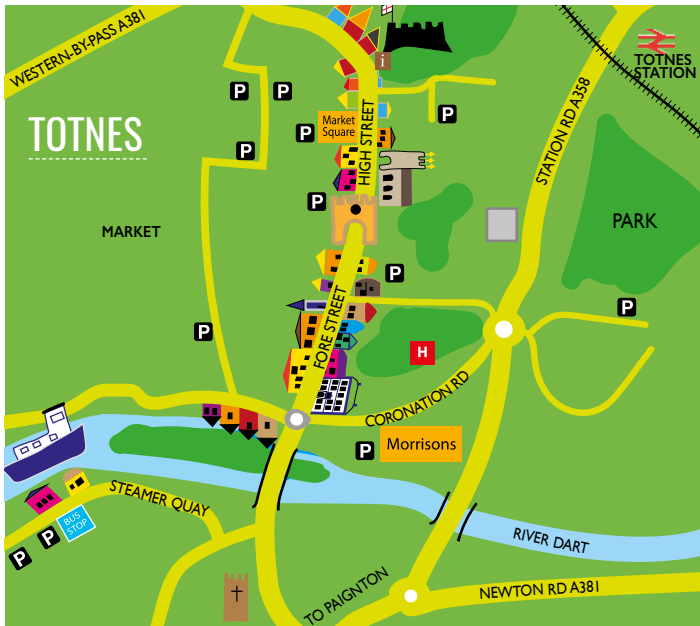 WESTERN-BY-PASS A381
i
TOTNES
STATION
P
P
P
P
P
TOTNES
Market
Square
HIGH STREET
STATION RD A358
P
MARKET
PARK
P
P
P
FORE STREET
H
CORONATION RD
P
Morrisons
STEAMER QUAY
BUS
STOP
P
P
RIVER DART
TO PAIGNTON
NEWTON RD A381